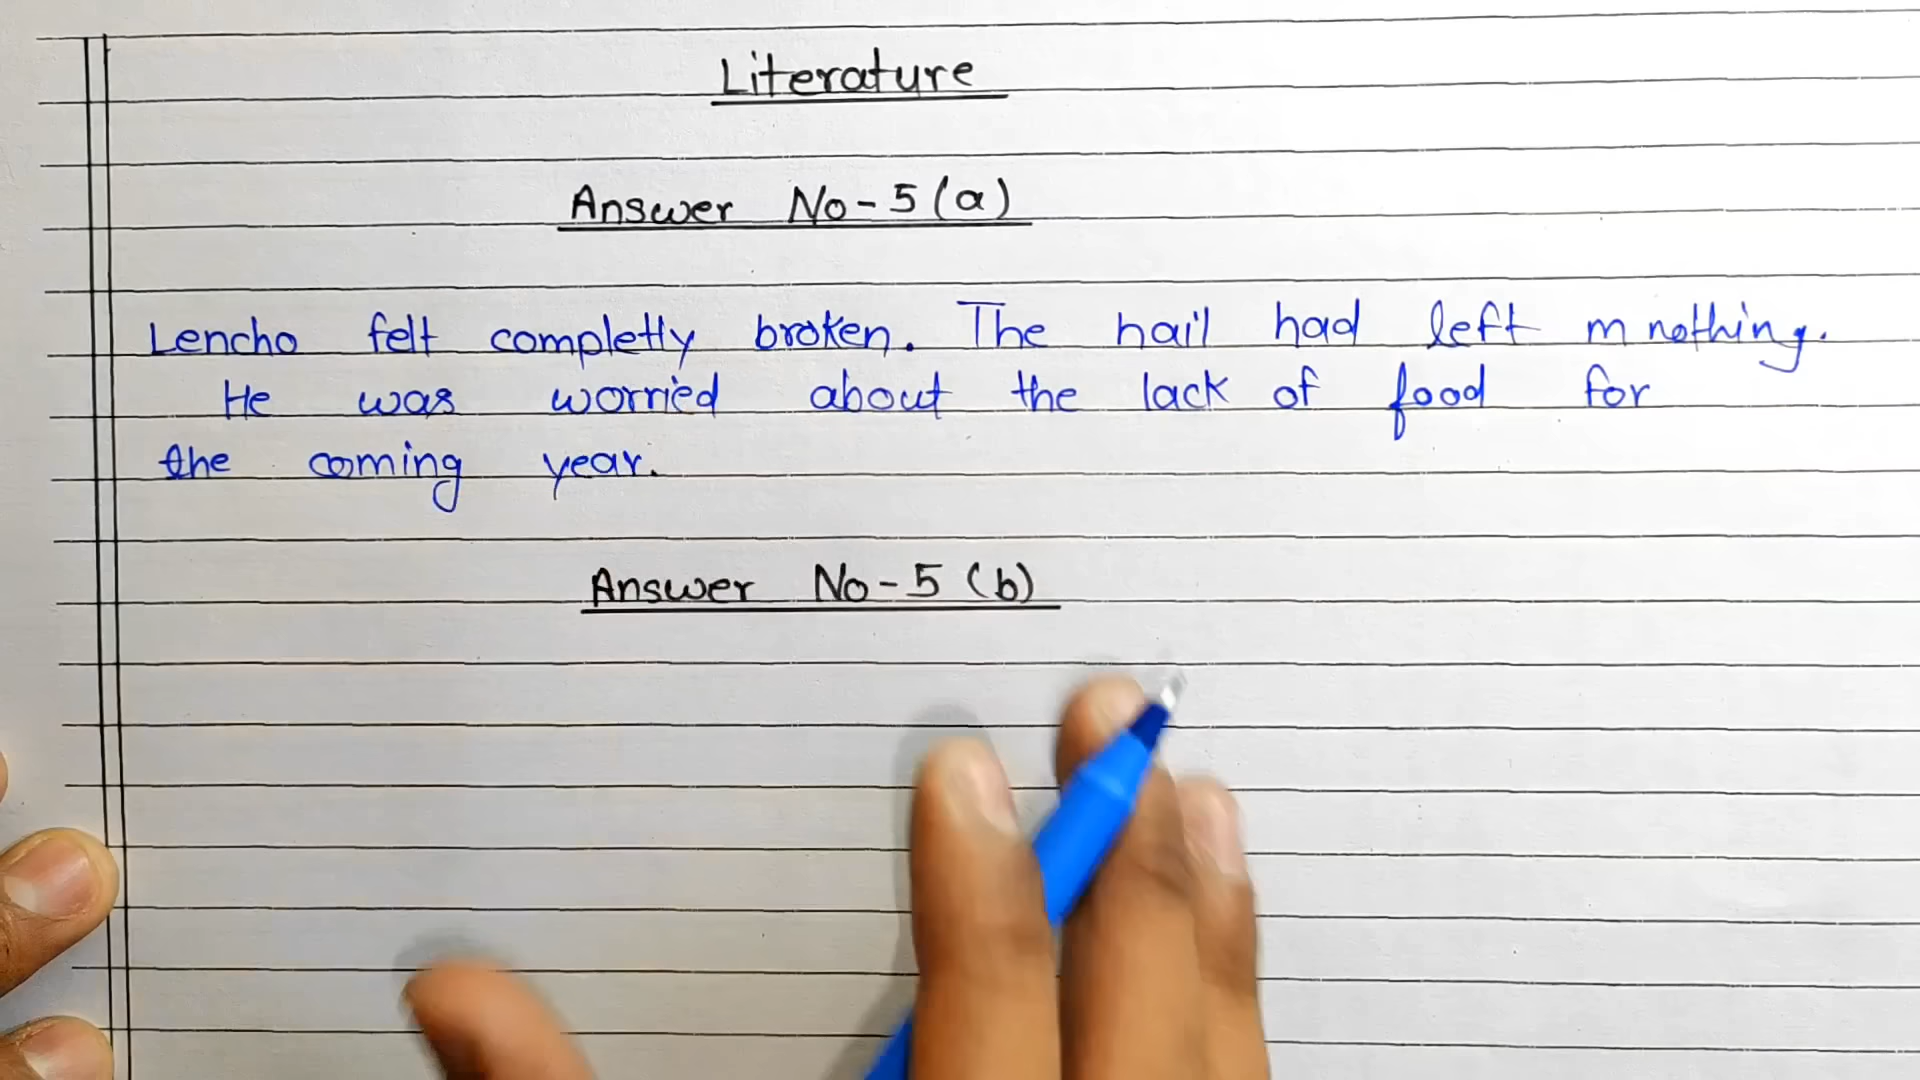 Literature
Answer No-5(a)
Lencho felt completly broken. The hail had left m nothing.
He was worried about the lack of food for
the coming year.
Answer No-5 (b)